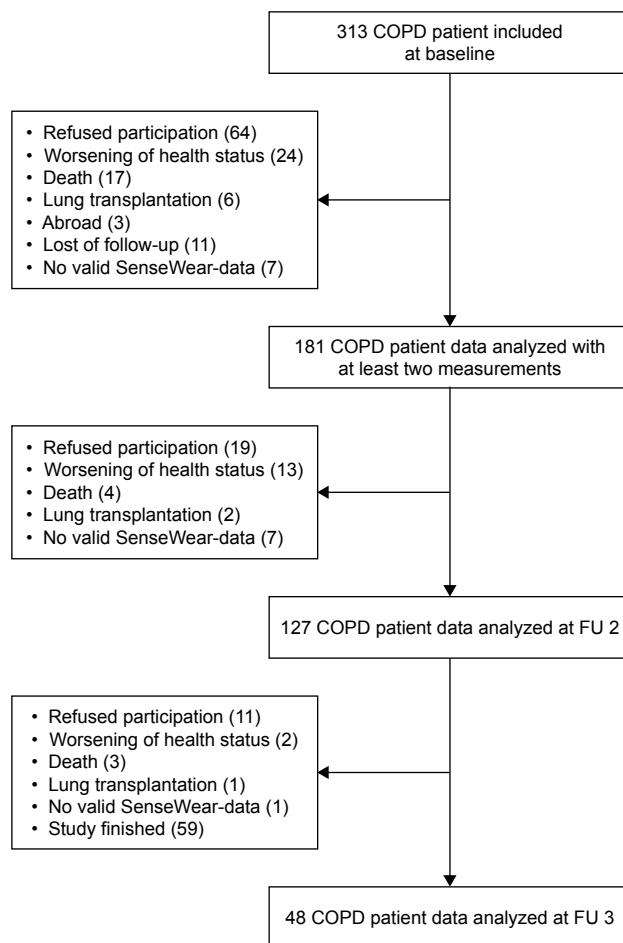 313 COPD patient included
at baseline
• Refused participation (64)
• Worsening of health status (24)
• Death (17)
• Lung transplantation (6)
• Abroad (3)
• Lost of follow-up (11)
• No valid SenseWear-data (7)
181 COPD patient data analyzed with
at least two measurements
• Refused participation (19)
• Worsening of health status (13)
• Death (4)
• Lung transplantation (2)
• No valid SenseWear-data (7)
127 COPD patient data analyzed at FU 2
• Refused participation (11)
• Worsening of health status (2)
• Death (3)
• Lung transplantation (1)
• No valid SenseWear-data (1)
• Study finished (59)
48 COPD patient data analyzed at FU 3